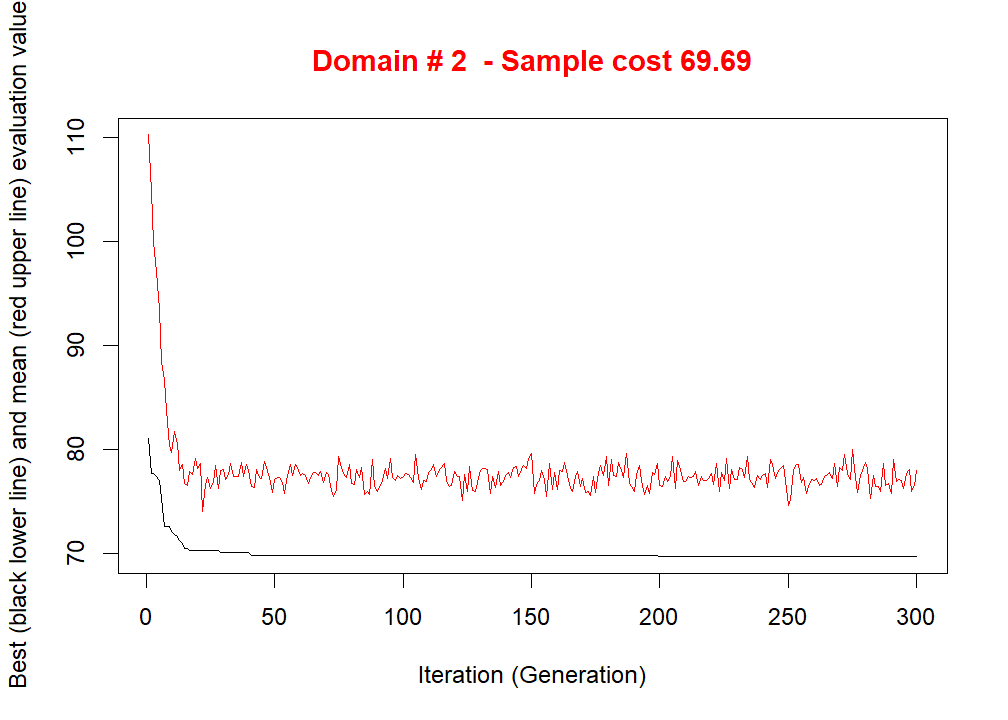 Domain # 2  - Sample cost 69.69
Best (black lower line) and mean (red upper line) evaluation value
110
100
90
80
70
0 50 100 150 200 250 300
Iteration (Generation)